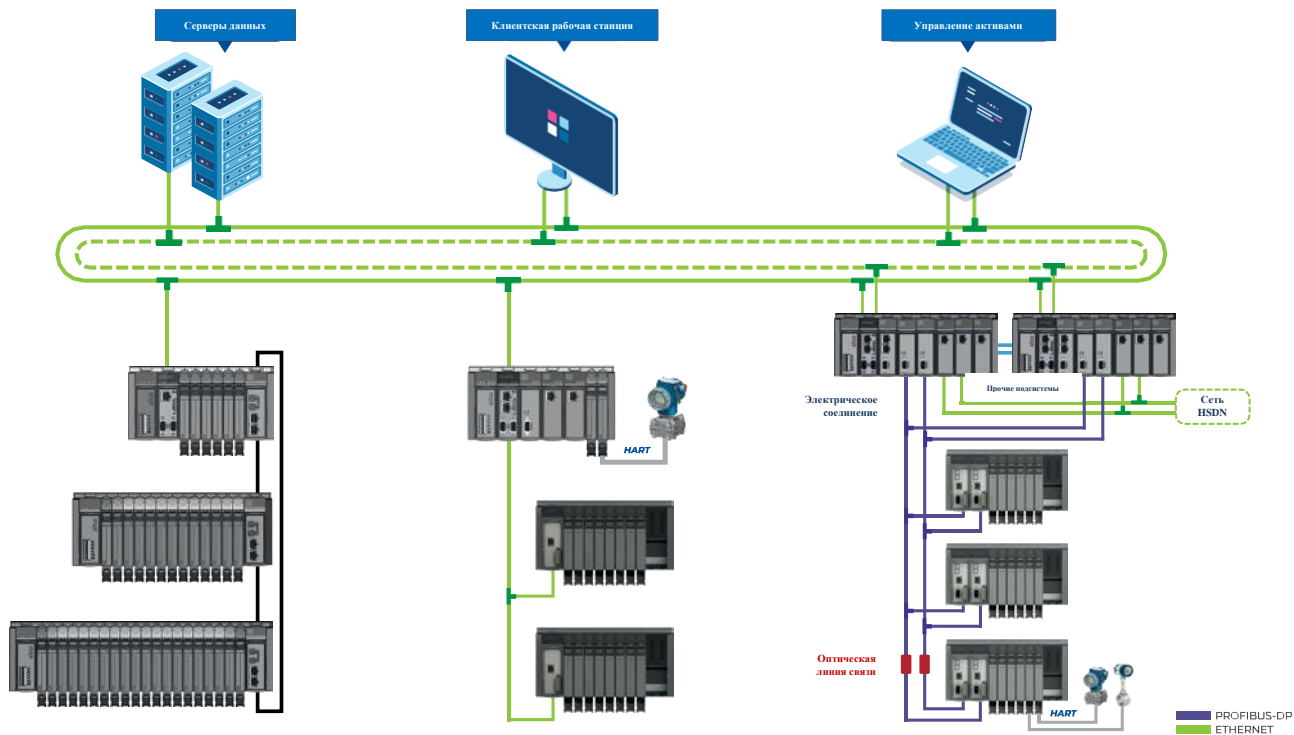 Серверы данных
Клиентская рабочая станция
Управление активами
Прочие подсистемы
Электрическое
соединение
Сеть
HSDN
HART
Оптическая
линия связи
HART
PROFIBUS-DP
ETHERNET